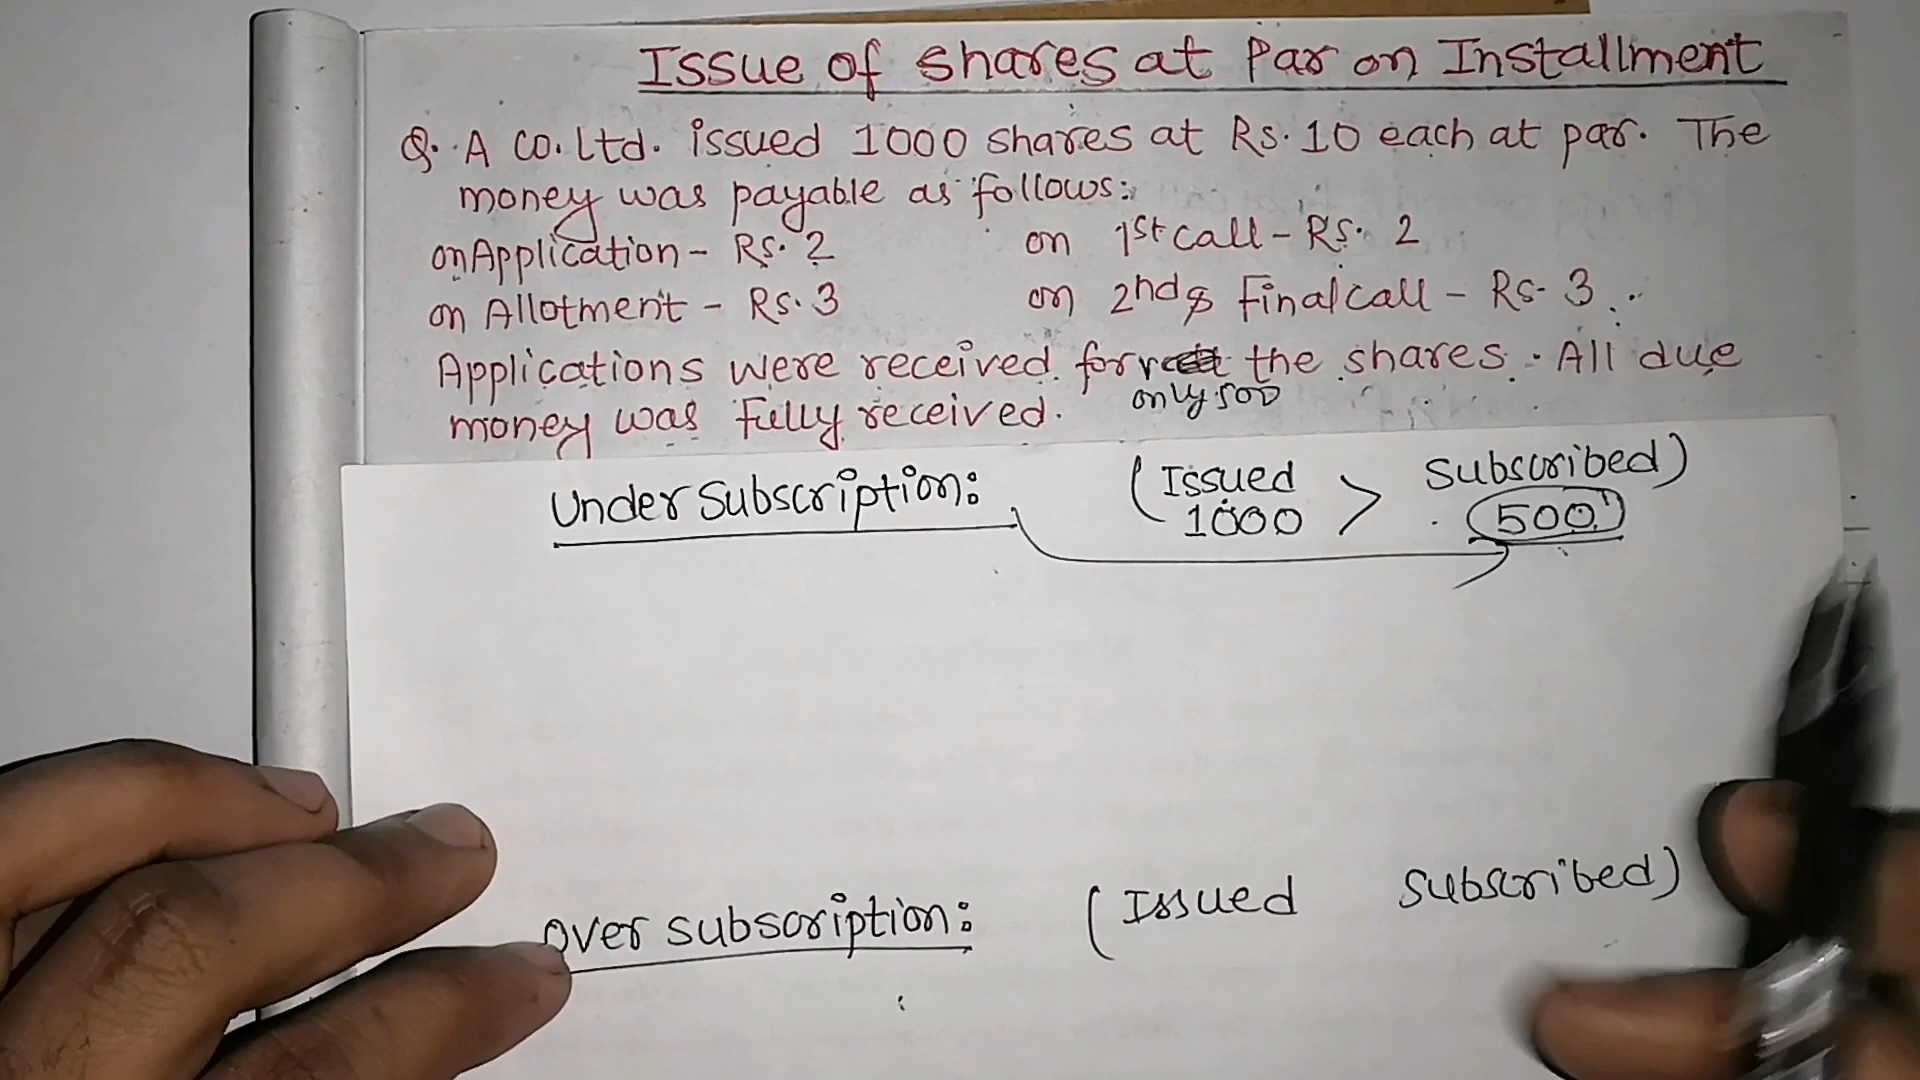 Issue of shares at Par on Installment
Q. A Co. Ltd. issued 1000 shares at Rs. 10 each at par. The
money was payable as follows:
on Application - Rs. 2 on 1st call - Rs. 2
on Allotment - Rs. 3 on 2nd & Final call - Rs. 3.
Applications were received for the shares. All due
only 500
money was fully received.
Under Subscription: (Issued > Subscribed)
1000 500
over subscription: (Issued Subscribed)